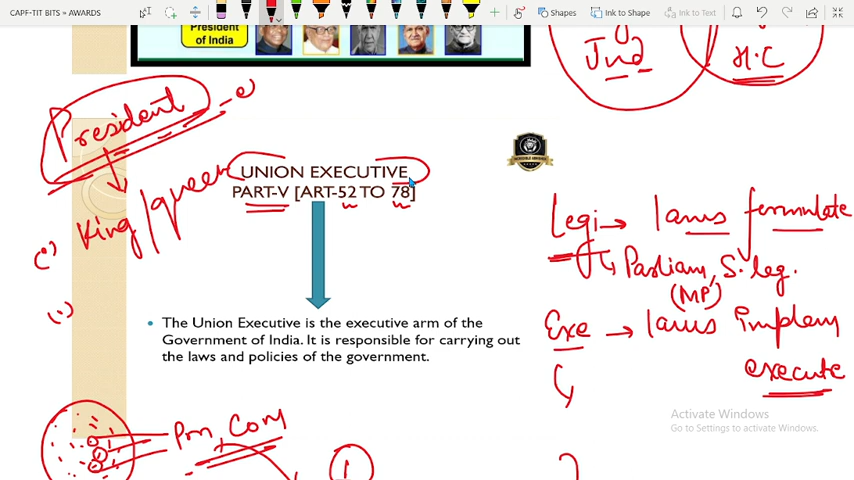 CAPF-TIT BITS » AWARDS
Shapes
Ink to Shape
Ink to Text
Share
President
of India
Jud
H.C
President
King/queen
UNION EXECUTIVE
PART-V [ART-52 TO 78]
Legi → laws formulate
Parliam, S. leg.
(MP)
Exe → laws implem
execute
• The Union Executive is the executive arm of the
Government of India. It is responsible for carrying out
the laws and policies of the government.
Activate Windows
Go to Settings to activate Windows.
Pm, Com
1